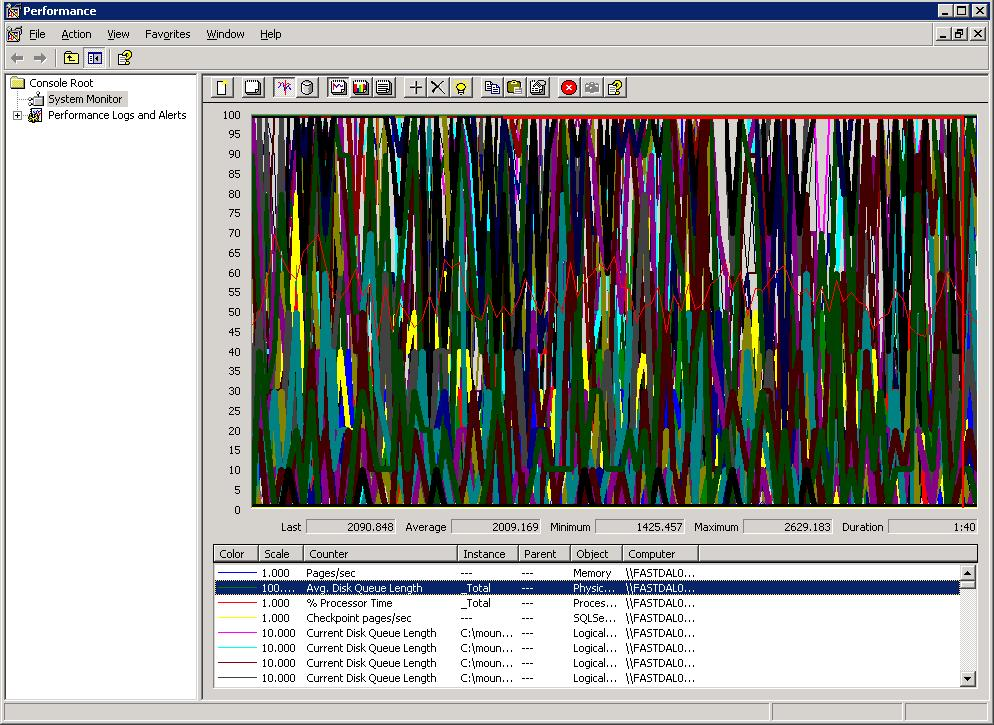 Performance
File Action View Favorites Window Help
Console Root
System Monitor
Performance Logs and Alerts
100
95
90
85
80
75
70
65
60
55
50
45
40
35
30
25
20
15
10
5
0
Last 2090.848 Average 2009.169 Minimum 1425.457 Maximum 2629.183 Duration 1:40
Color Scale Counter Instance Parent Object Computer
1.000 Pages/sec --- --- Memory \\FASTDAL0...
100.... Avg. Disk Queue Length _Total --- Physic... \\FASTDAL0...
1.000 % Processor Time _Total --- Proces... \\FASTDAL0...
1.000 Checkpoint pages/sec --- --- SQLSe... \\FASTDAL0...
10.000 Current Disk Queue Length C:\moun... --- Logical... \\FASTDAL0...
10.000 Current Disk Queue Length C:\moun... --- Logical... \\FASTDAL0...
10.000 Current Disk Queue Length C:\moun... --- Logical... \\FASTDAL0...
10.000 Current Disk Queue Length C:\moun... --- Logical... \\FASTDAL0...